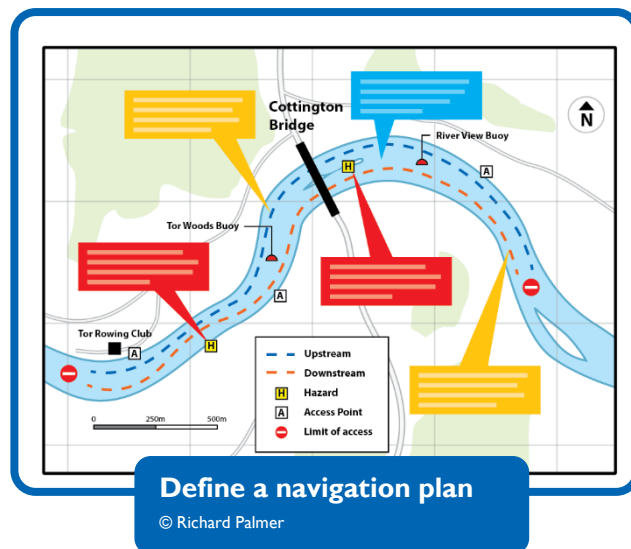 Cottington
Bridge
N
River View Buoy
H
A
Tor Woods Buoy
A
Tor Rowing Club
A
H
0 250m 500m
Upstream
Downstream
H Hazard
A Access Point
Limit of access
Define a navigation plan
© Richard Palmer